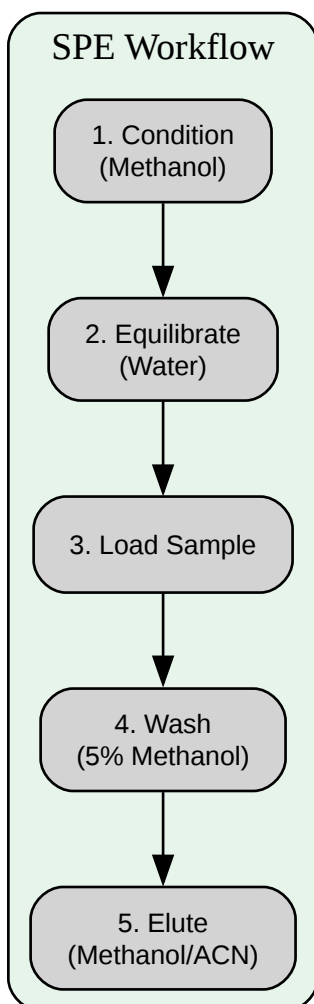 SPE Workflow
1. Condition
(Methanol)
2. Equilibrate
(Water)
3. Load Sample
4. Wash
(5% Methanol)
5. Elute
(Methanol/ACN)